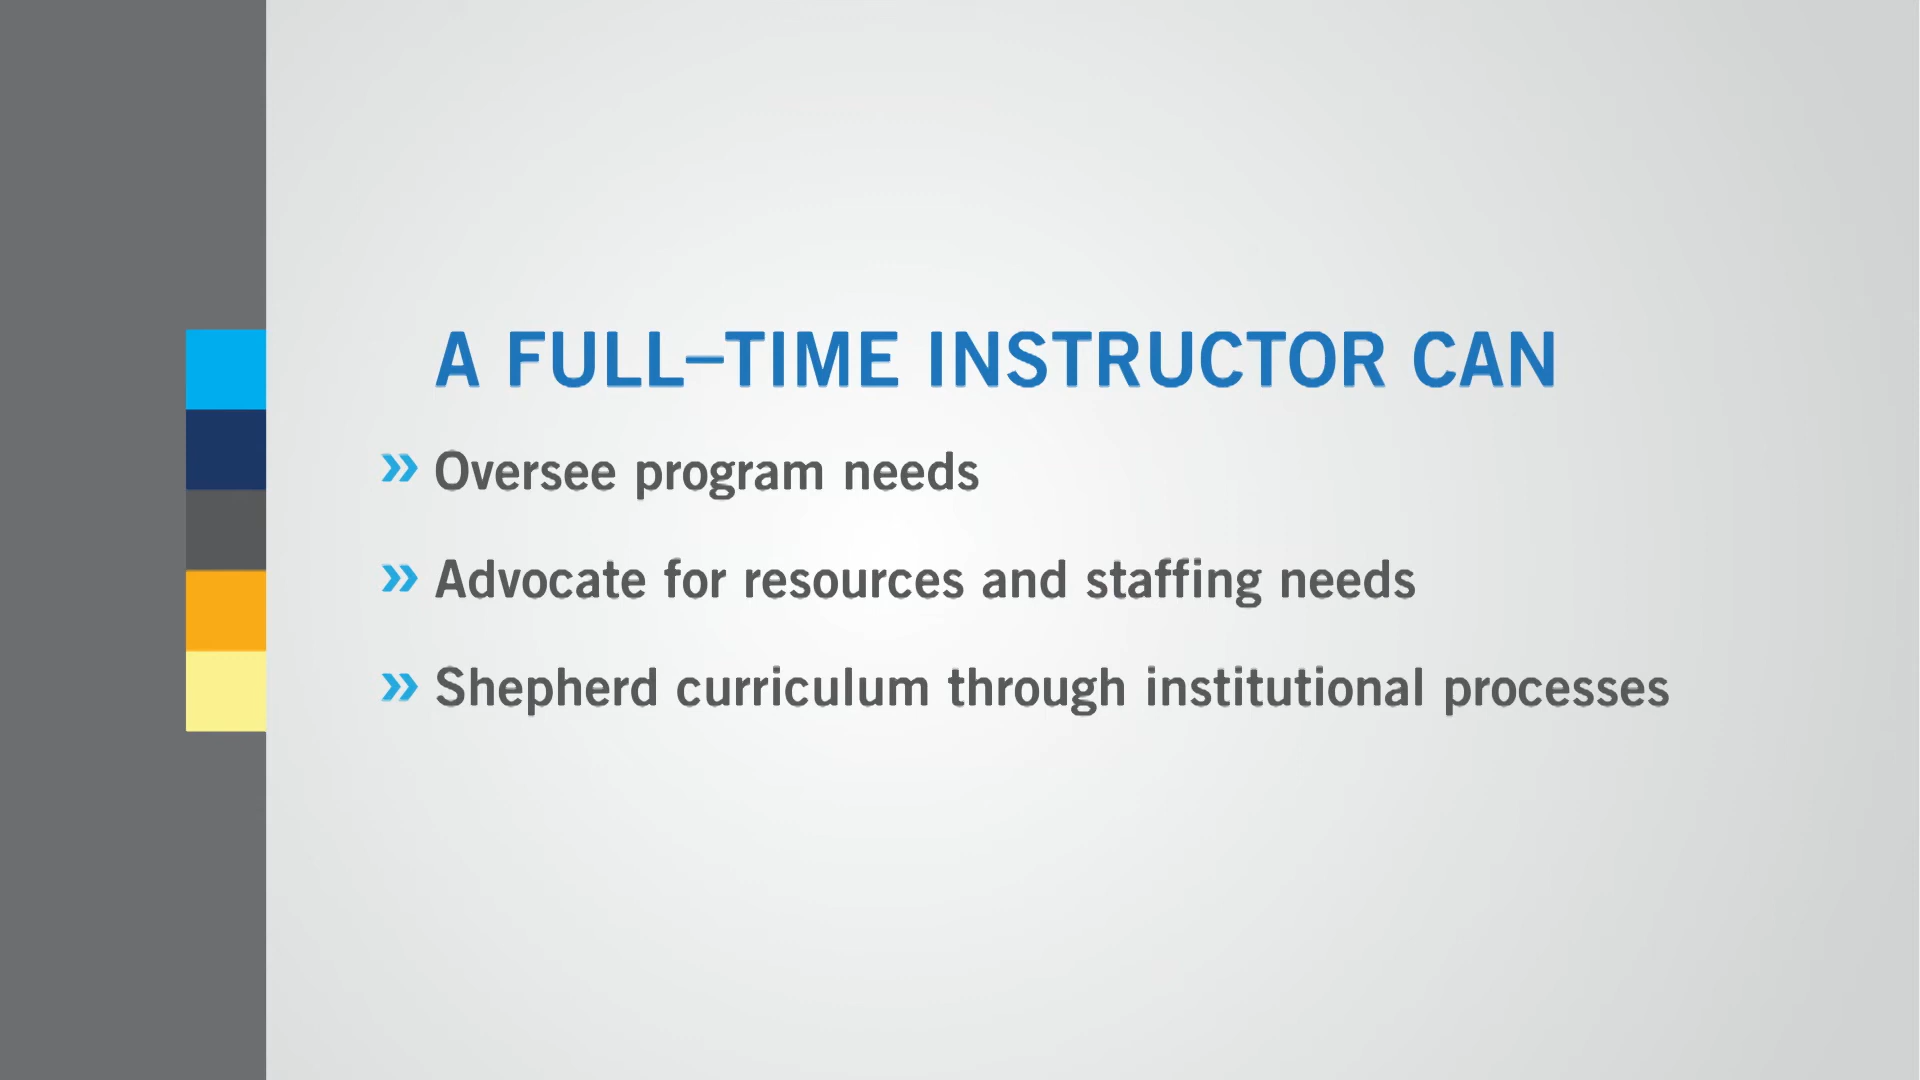 A FULL–TIME INSTRUCTOR CAN
» Oversee program needs
» Advocate for resources and staffing needs
» Shepherd curriculum through institutional processes